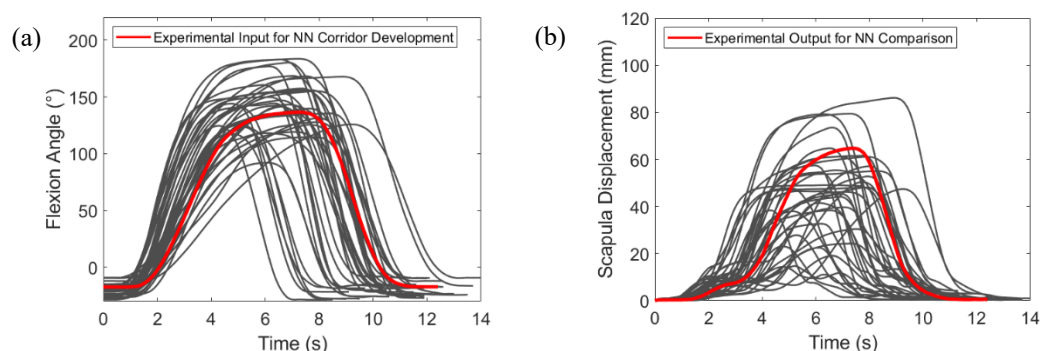 (a)
Experimental Input for NN Corridor Development
Flexion Angle (°)
200
150
100
50
0
0 2 4 6 8 10 12 14
Time (s)
(b)
Experimental Output for NN Comparison
Scapula Displacement (mm)
120
100
80
60
40
20
0
0 2 4 6 8 10 12 14
Time (s)